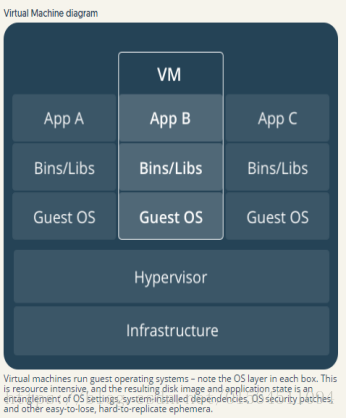 Virtual Machine diagram
VM
App A App B App C
Bins/Libs Bins/Libs Bins/Libs
Guest OS Guest OS Guest OS
Hypervisor
Infrastructure
Virtual machines run guest operating systems – note the OS layer in each box. This
is resource intensive, and the resulting disk image and application state is an
entanglement of OS settings, system-installed dependencies, OS security patches,
and other easy-to-lose, hard-to-replicate ephemera.